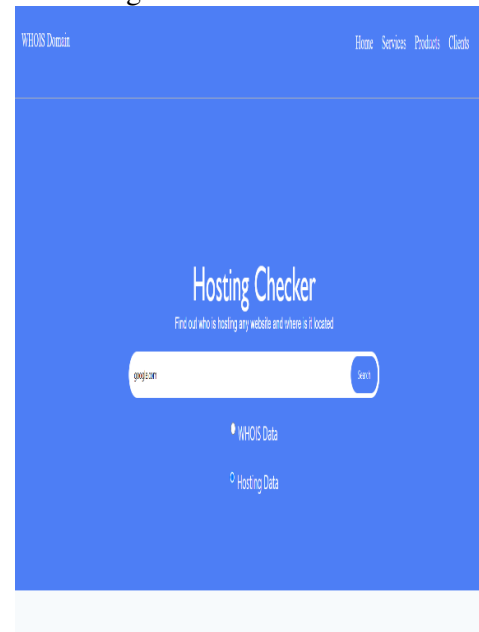 WHOIS Domain
Home Services Products Clients
Hosting Checker
Find out who is hosting any website and where is it located
google.com
Search
WHOIS Data
Hosting Data